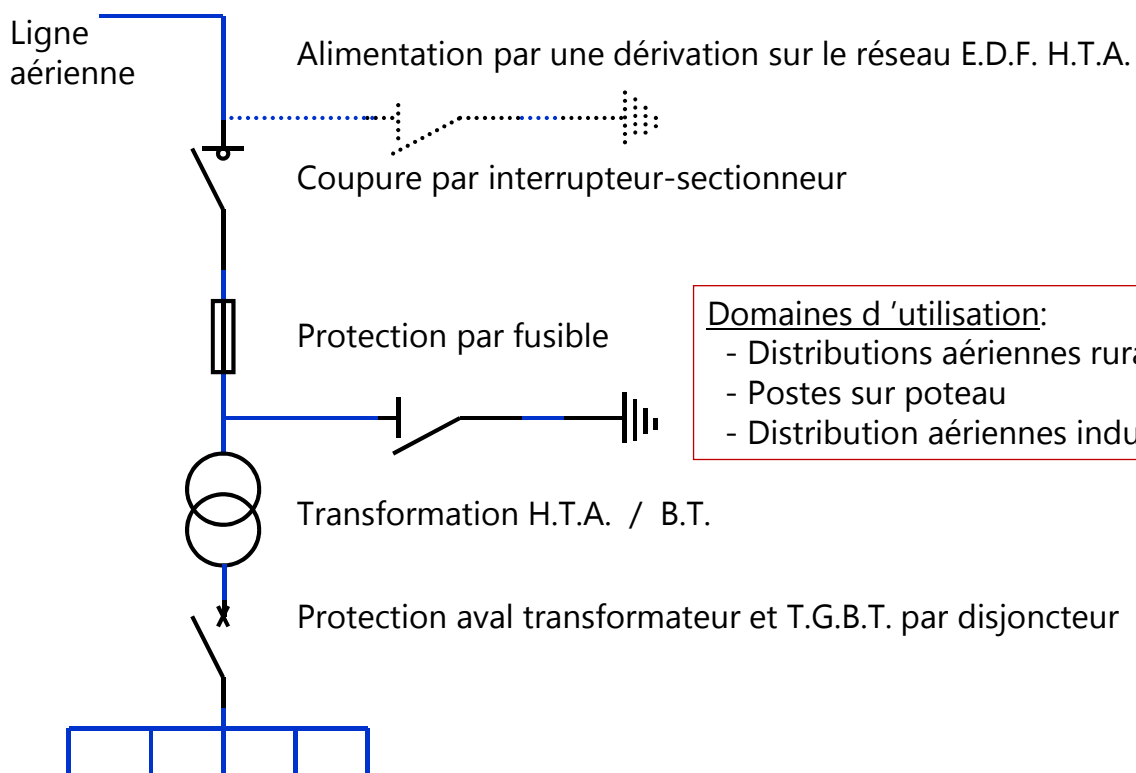 Ligne
aérienne
Alimentation par une dérivation sur le réseau E.D.F. H.T.A.
Coupure par interrupteur-sectionneur
Protection par fusible
Domaines d ’utilisation:
- Distributions aériennes
- Postes sur poteau
- Distribution aériennes
Transformation H.T.A. / B.T.
Protection aval transformateur et T.G.B.T. par disjoncteur